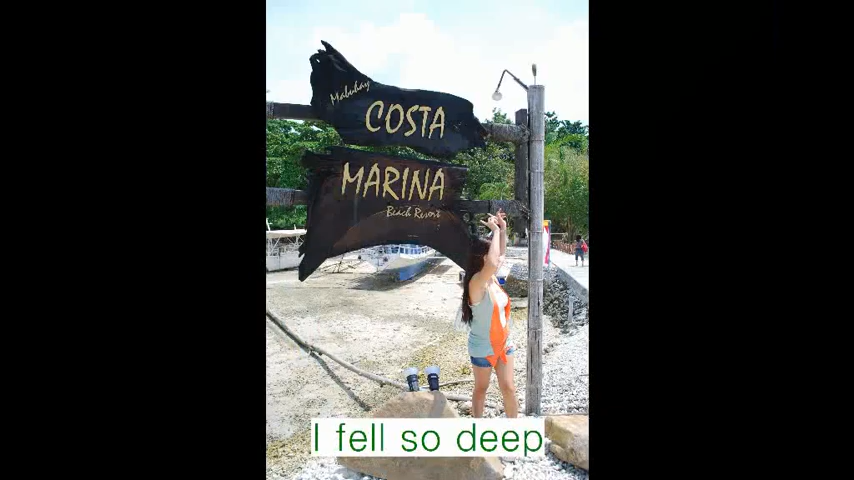 Mabuhay
COSTA
MARINA
Beach Resort
I fell so deep